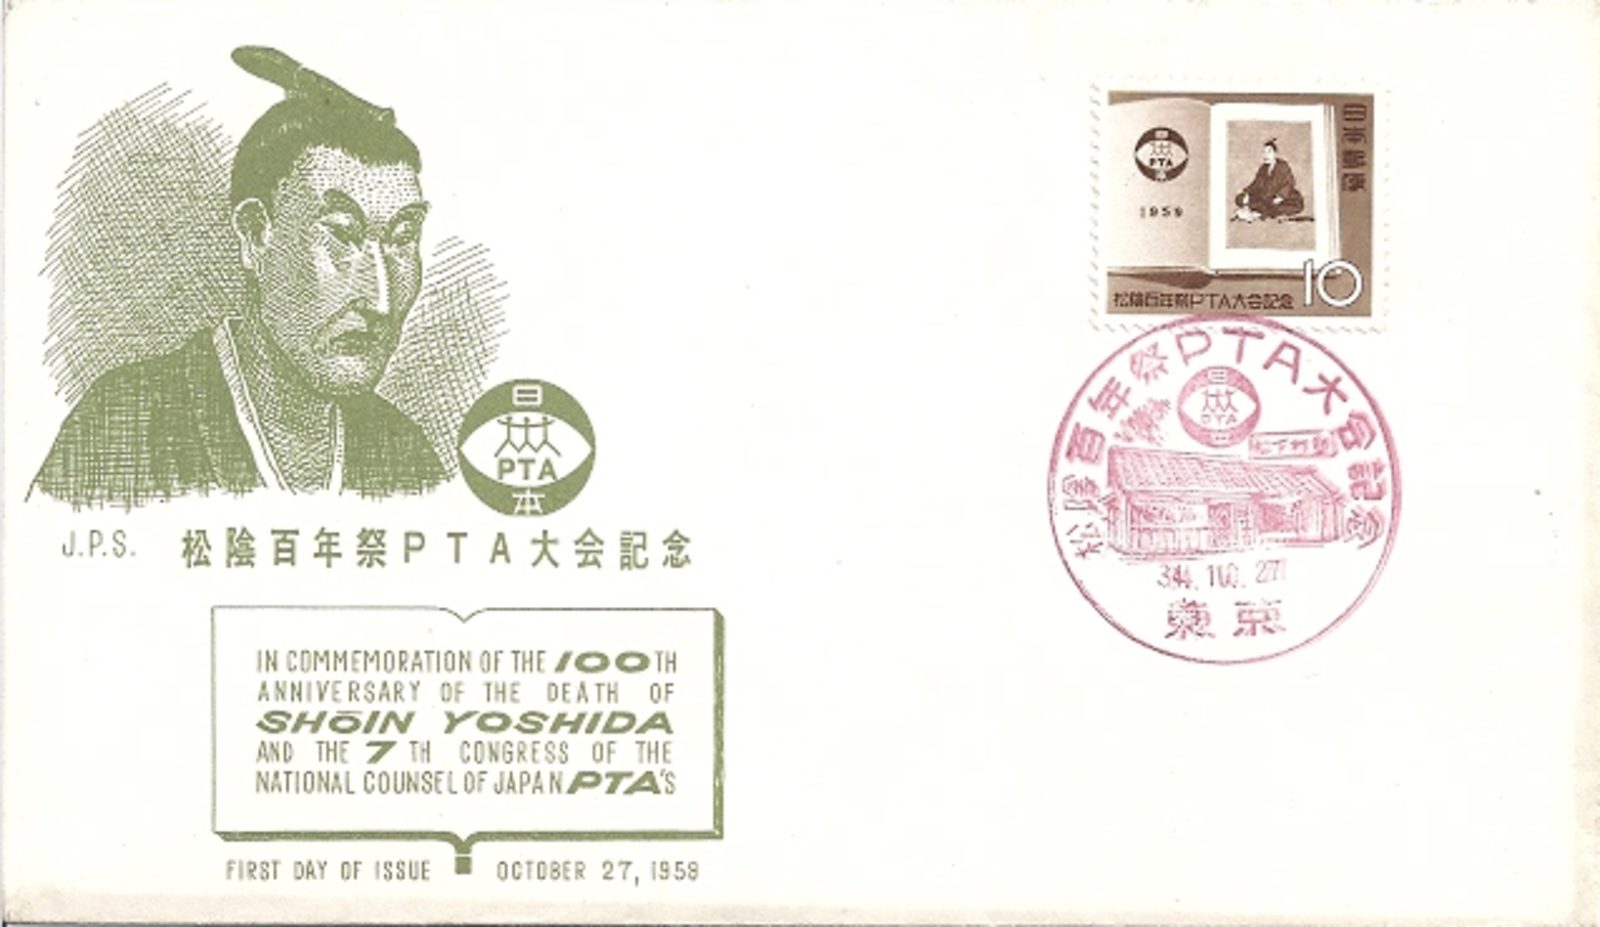 日本郵便
日
PTA
本
1959
10
松陰百年祭PTA大会記念
松陰百年祭PTA大会記念
日
PTA
34.10.27
東京
日
PTA
本
J.P.S.
松陰百年祭PTA大会記念
IN COMMEMORATION OF THE 100TH
ANNIVERSARY OF THE DEATH OF
SHŌIN YOSHIDA
AND THE 7TH CONGRESS OF THE
NATIONAL COUNSEL OF JAPAN PTA'S
FIRST DAY OF ISSUE OCTOBER 27, 1959